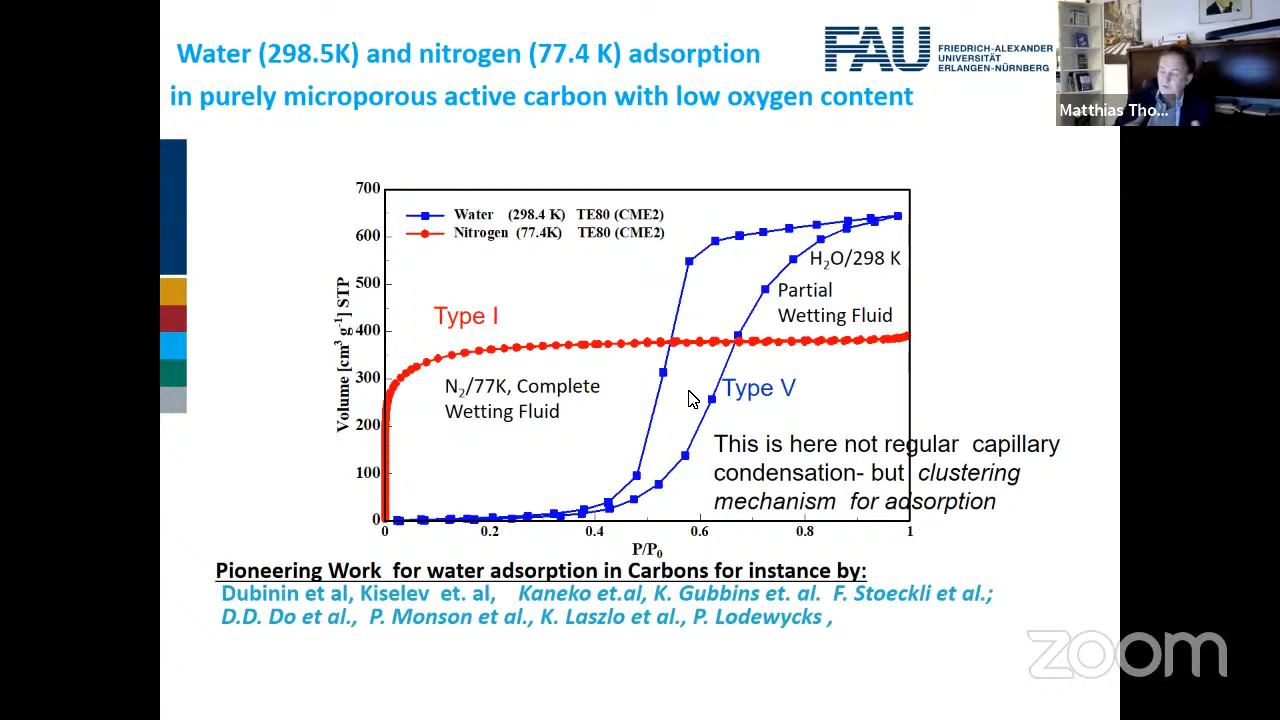 Water (298.5K) and nitrogen (77.4 K) adsorption
in purely microporous active carbon with low oxygen content
FAU FRIEDRICH-ALEXANDER
UNIVERSITÄT
ERLANGEN-NÜRNBERG
Matthias Tho...
700
600
500
400
300
200
100
0
Volume [cm³ g⁻¹] STP
Water (298.4 K) TE80 (CME2)
Nitrogen (77.4K) TE80 (CME2)
H₂O/298 K
Partial
Wetting Fluid
Type I
N₂/77K, Complete
Wetting Fluid
Type V
This is here not regular capillary
condensation- but clustering
mechanism for adsorption
0 0.2 0.4 0.6 0.8 1
P/P₀
Pioneering Work for water adsorption in Carbons for instance by:
Dubinin et al, Kiselev et. al, Kaneko et.al, K. Gubbins et. al. F. Stoeckli et al.;
D.D. Do et al., P. Monson et al., K. Laszlo et al., P. Lodewycks ,
zoom